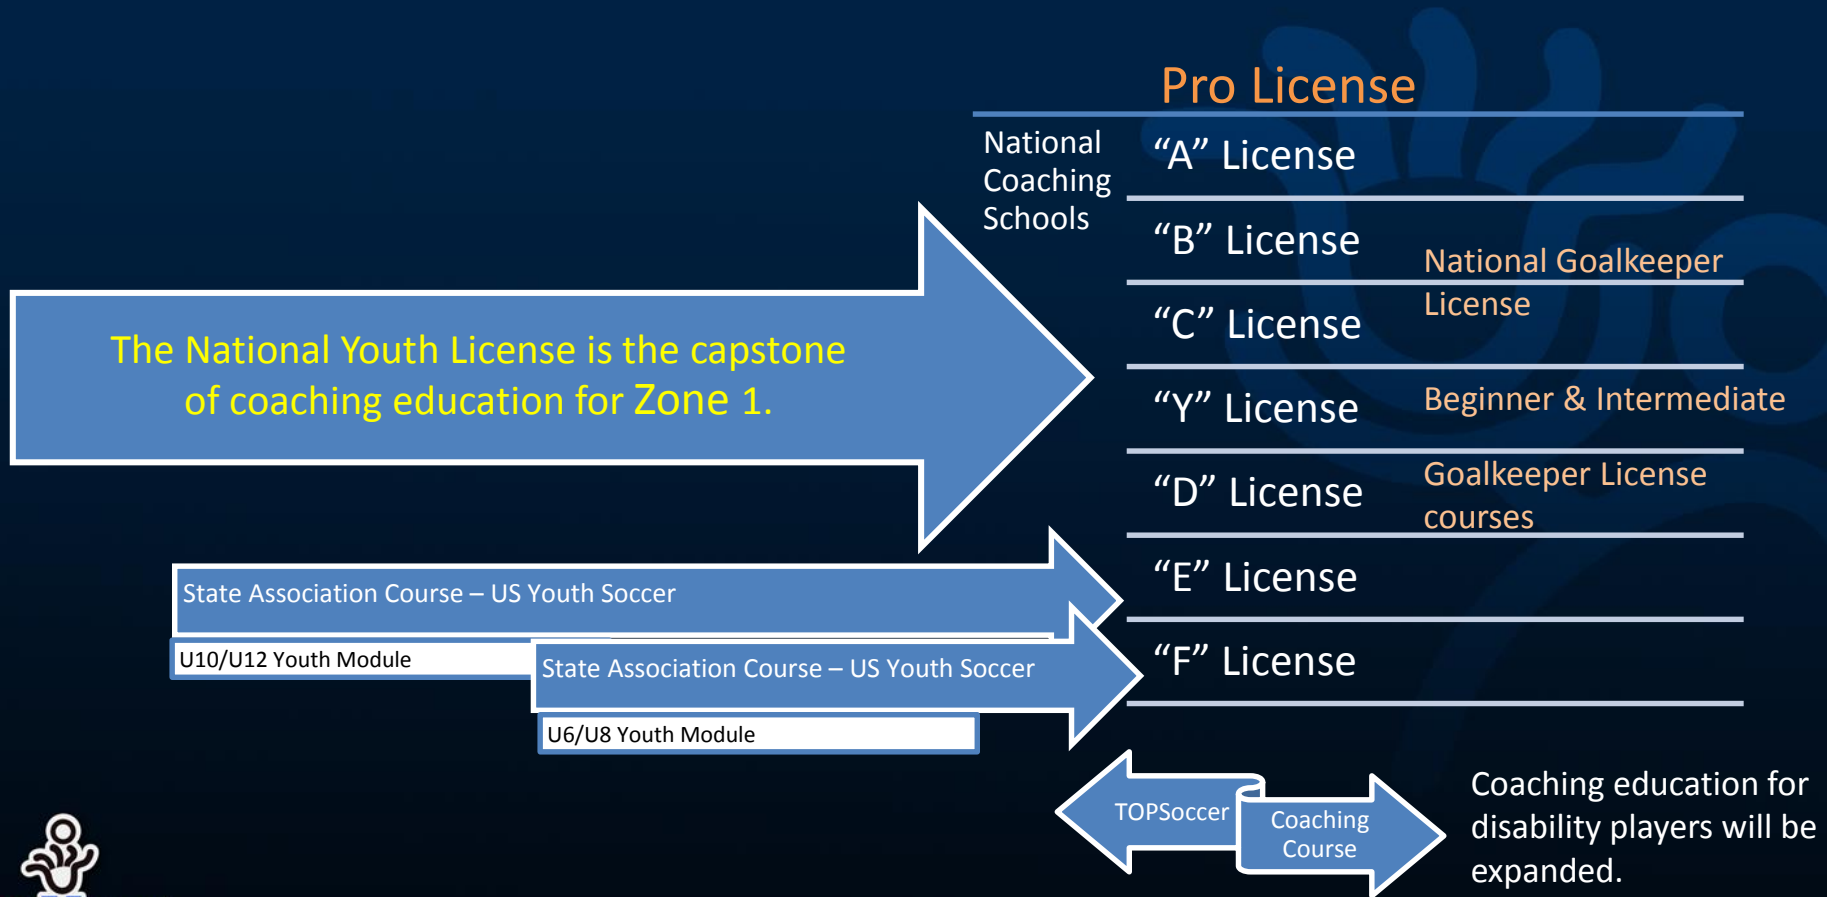 Pro License
National
Coaching
Schools
“A” License
“B” License
National Goalkeeper
License
“C” License
The National Youth License is the capstone
of coaching education for Zone 1.
“Y” License
Beginner & Intermediate
“D” License
Goalkeeper License
courses
“E” License
State Association Course – US Youth Soccer
U10/U12 Youth Module
“F” License
State Association Course – US Youth Soccer
U6/U8 Youth Module
TOPSoccer
Coaching
Course
Coaching education for
disability players will be
expanded.